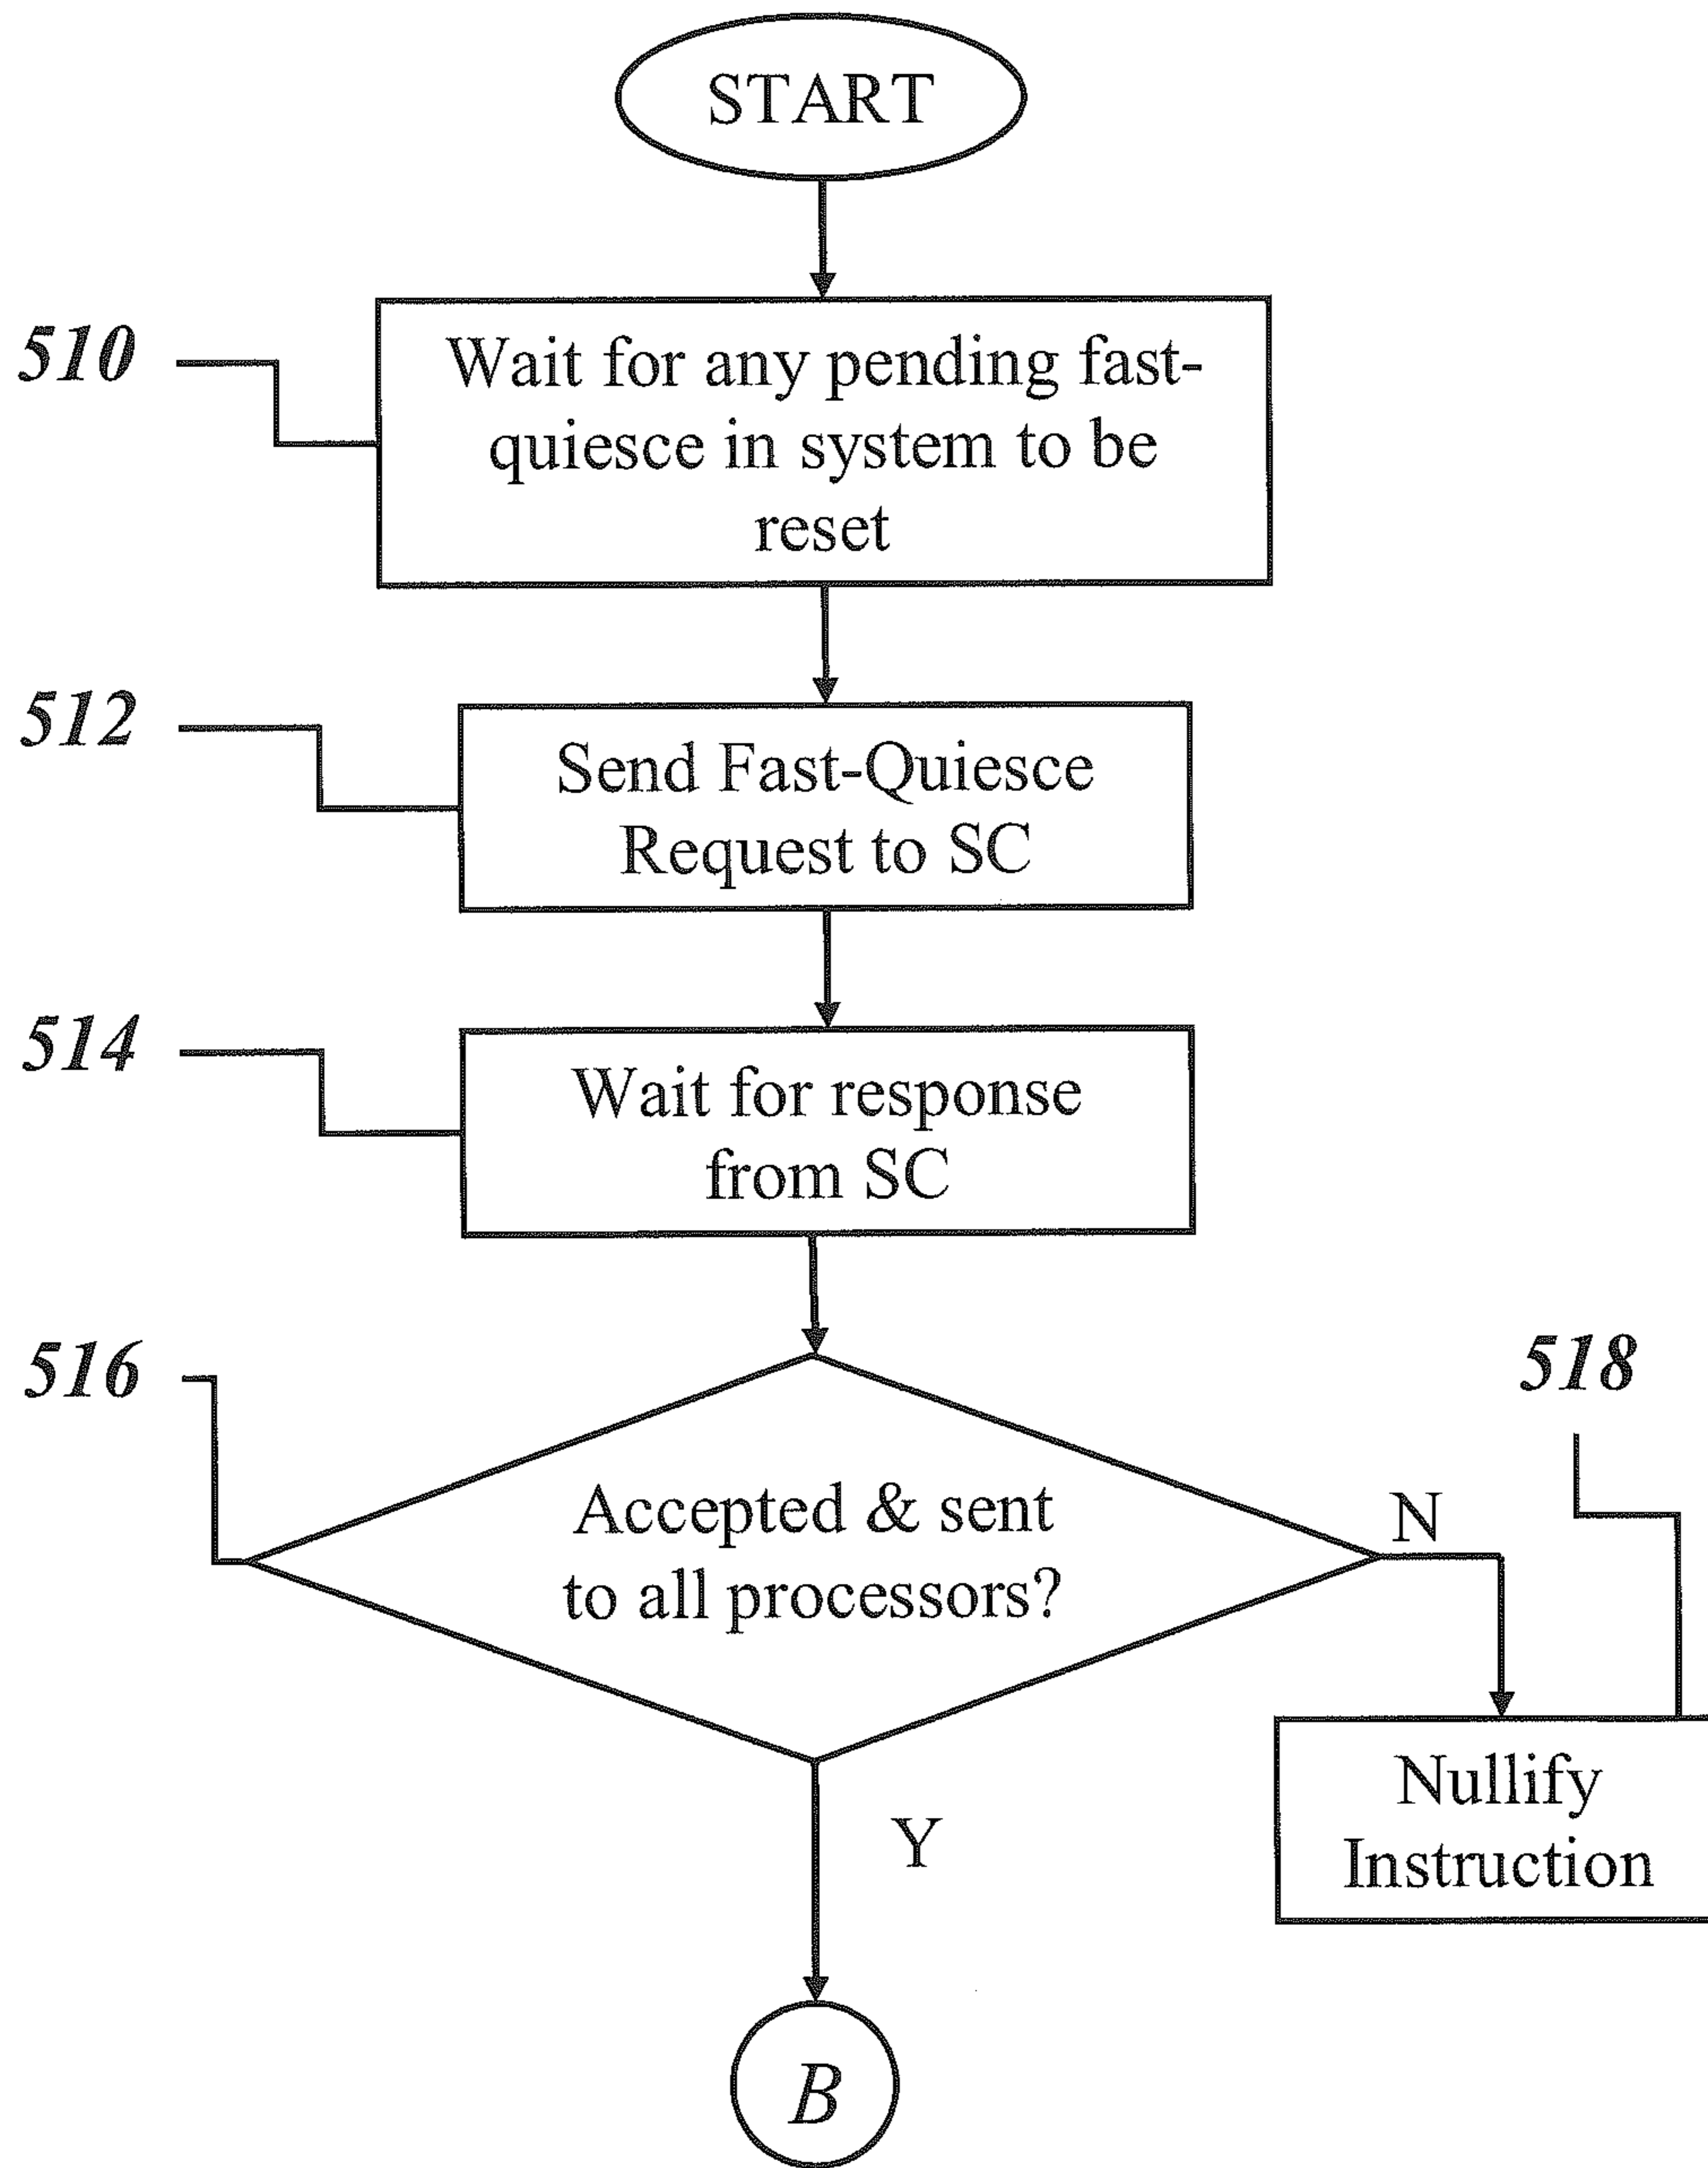 START
510
Wait for any pending fast-
quiesce in system to be
reset
512
Send Fast-Quiesce
Request to SC
514
Wait for response
from SC
516
518
Accepted & sent
to all processors?
N
Nullify
Instruction
Y
B